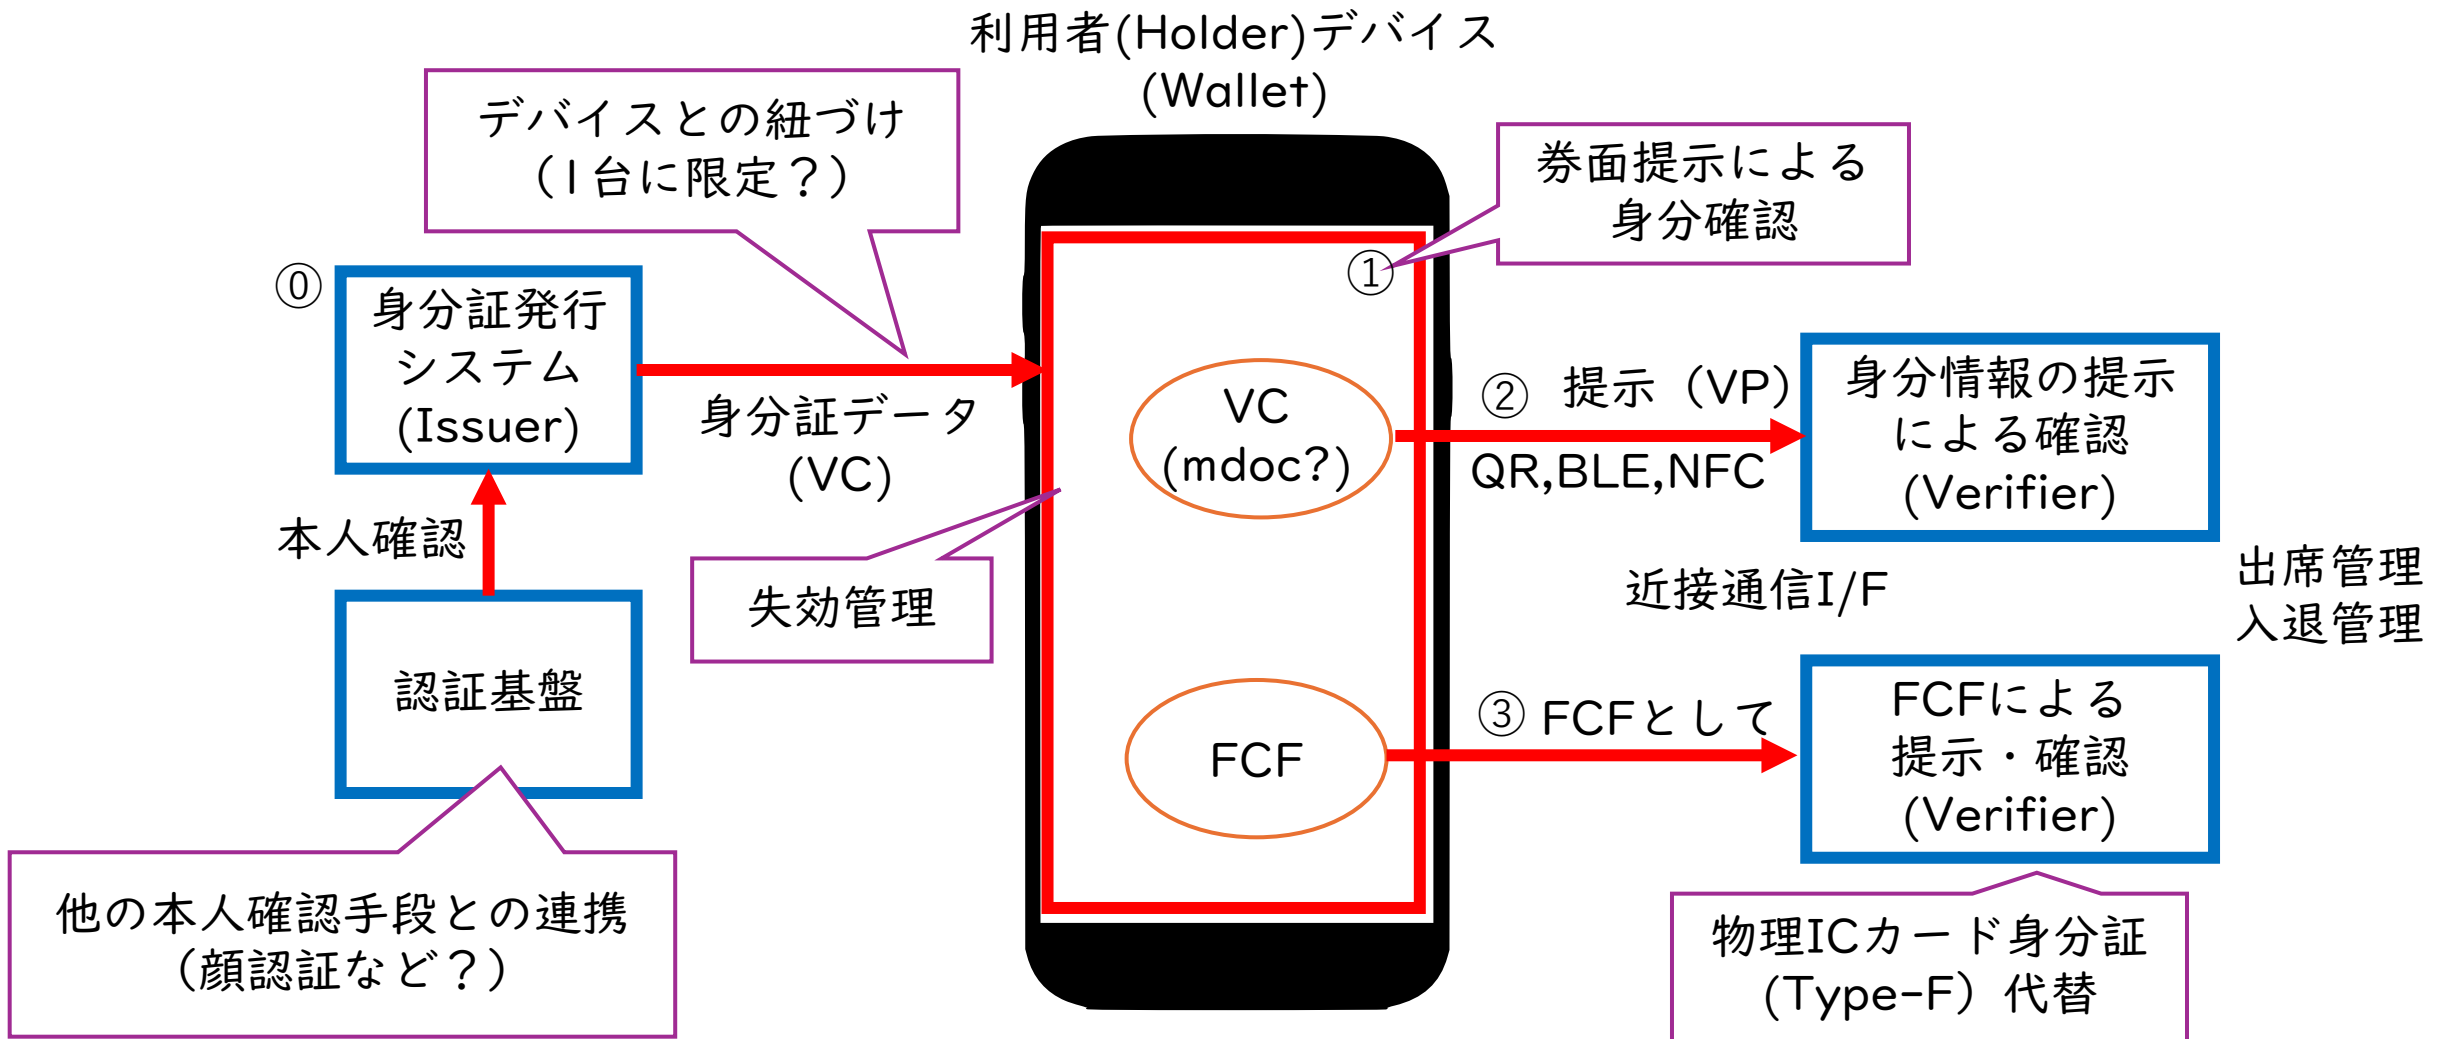 利用者(Holder)デバイス
(Wallet)
デバイスとの紐づけ
（1台に限定？）
券面提示による
身分確認
⓪
身分証発行
システム
(Issuer)
①
身分証データ
(VC)
VC
(mdoc?)
② 提示（VP）
QR,BLE,NFC
身分情報の提示
による確認
(Verifier)
本人確認
失効管理
近接通信I/F
出席管理
入退管理
認証基盤
FCF
③ FCFとして
FCFによる
提示・確認
(Verifier)
他の本人確認手段との連携
（顔認証など？）
物理ICカード身分証
(Type-F）代替